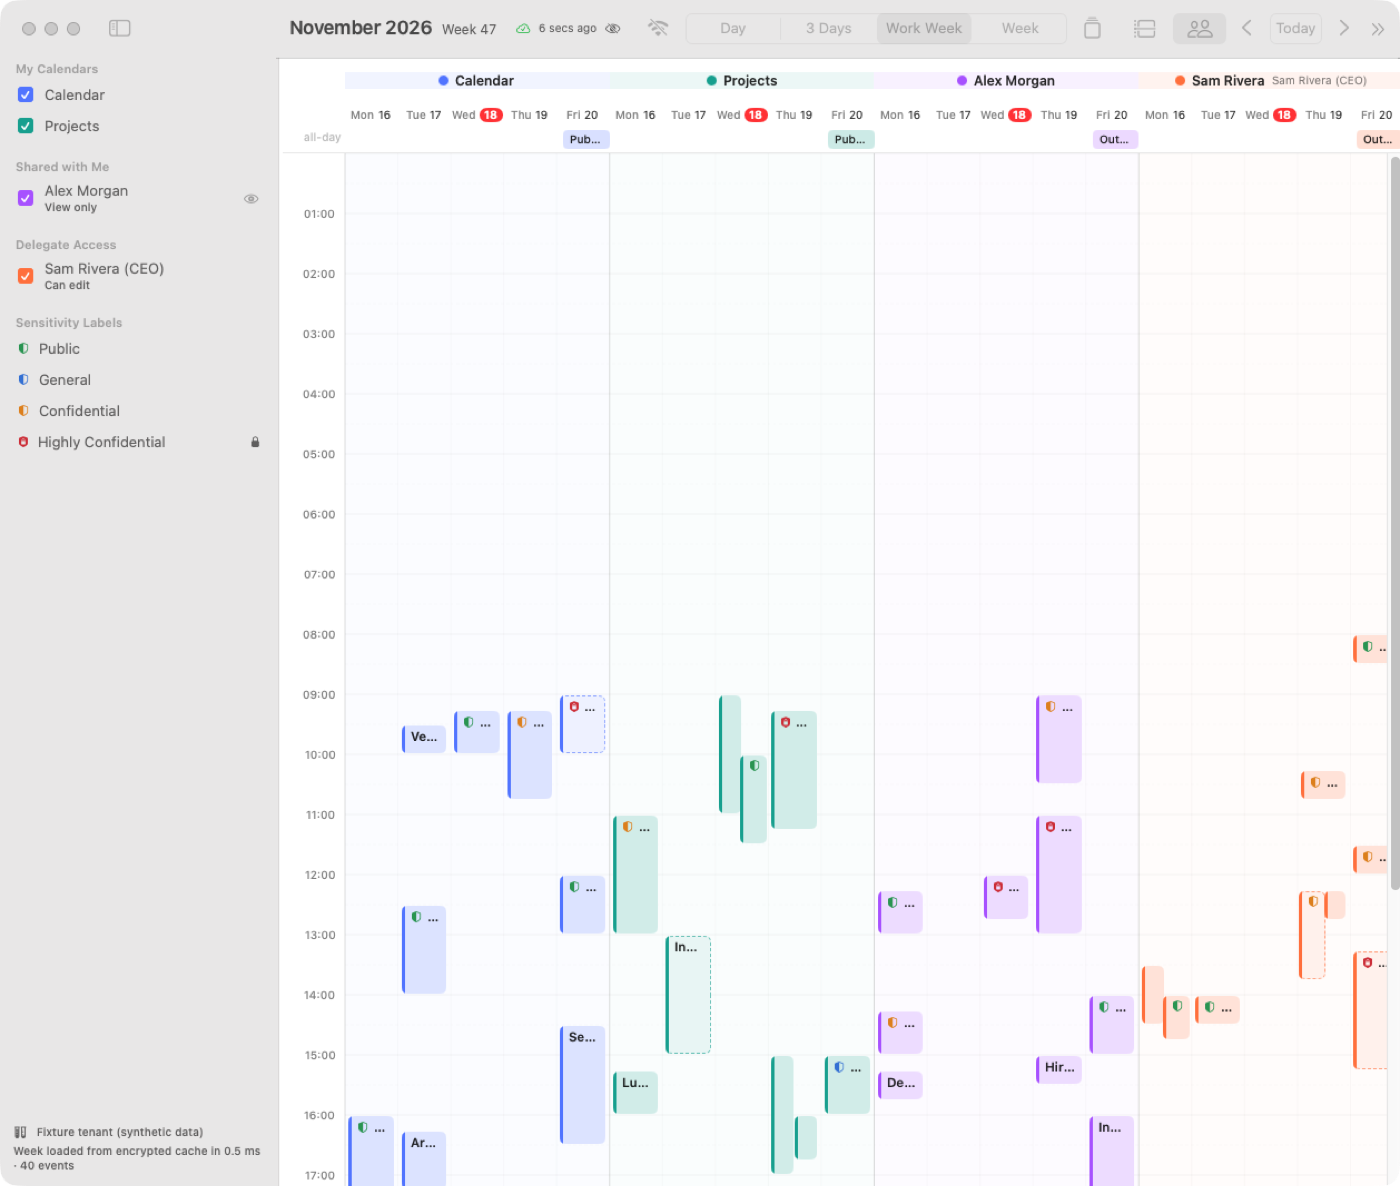 November 2026 Week 47 6 secs ago Day 3 Days Work Week Week Today
My Calendars
Calendar
Projects
Shared with Me
Alex Morgan
View only
Delegate Access
Sam Rivera (CEO)
Can edit
Sensitivity Labels
Public
General
Confidential
Highly Confidential
Fixture tenant (synthetic data)
Week loaded from encrypted cache in 0.5 ms
· 40 events
Calendar Projects Alex Morgan Sam Rivera Sam Rivera (CEO)
Mon 16 Tue 17 Wed 18 Thu 19 Fri 20 Mon 16 Tue 17 Wed 18 Thu 19 Fri 20 Mon 16 Tue 17 Wed 18 Thu 19 Fri 20 Mon 16 Tue 17 Wed 18 Thu 19 Fri 20
all-day Pub... Pub... Out... Out...
01:00
02:00
03:00
04:00
05:00
06:00
07:00
08:00
...
09:00
... ...
... ... ...
Ve...
10:00
...
11:00
... ...
...
12:00
... ...
...
...
13:00
In...
...
14:00
... ...
...
Se...
15:00
... Hir...
Lu... De...
16:00
... In...
Ar...
17:00